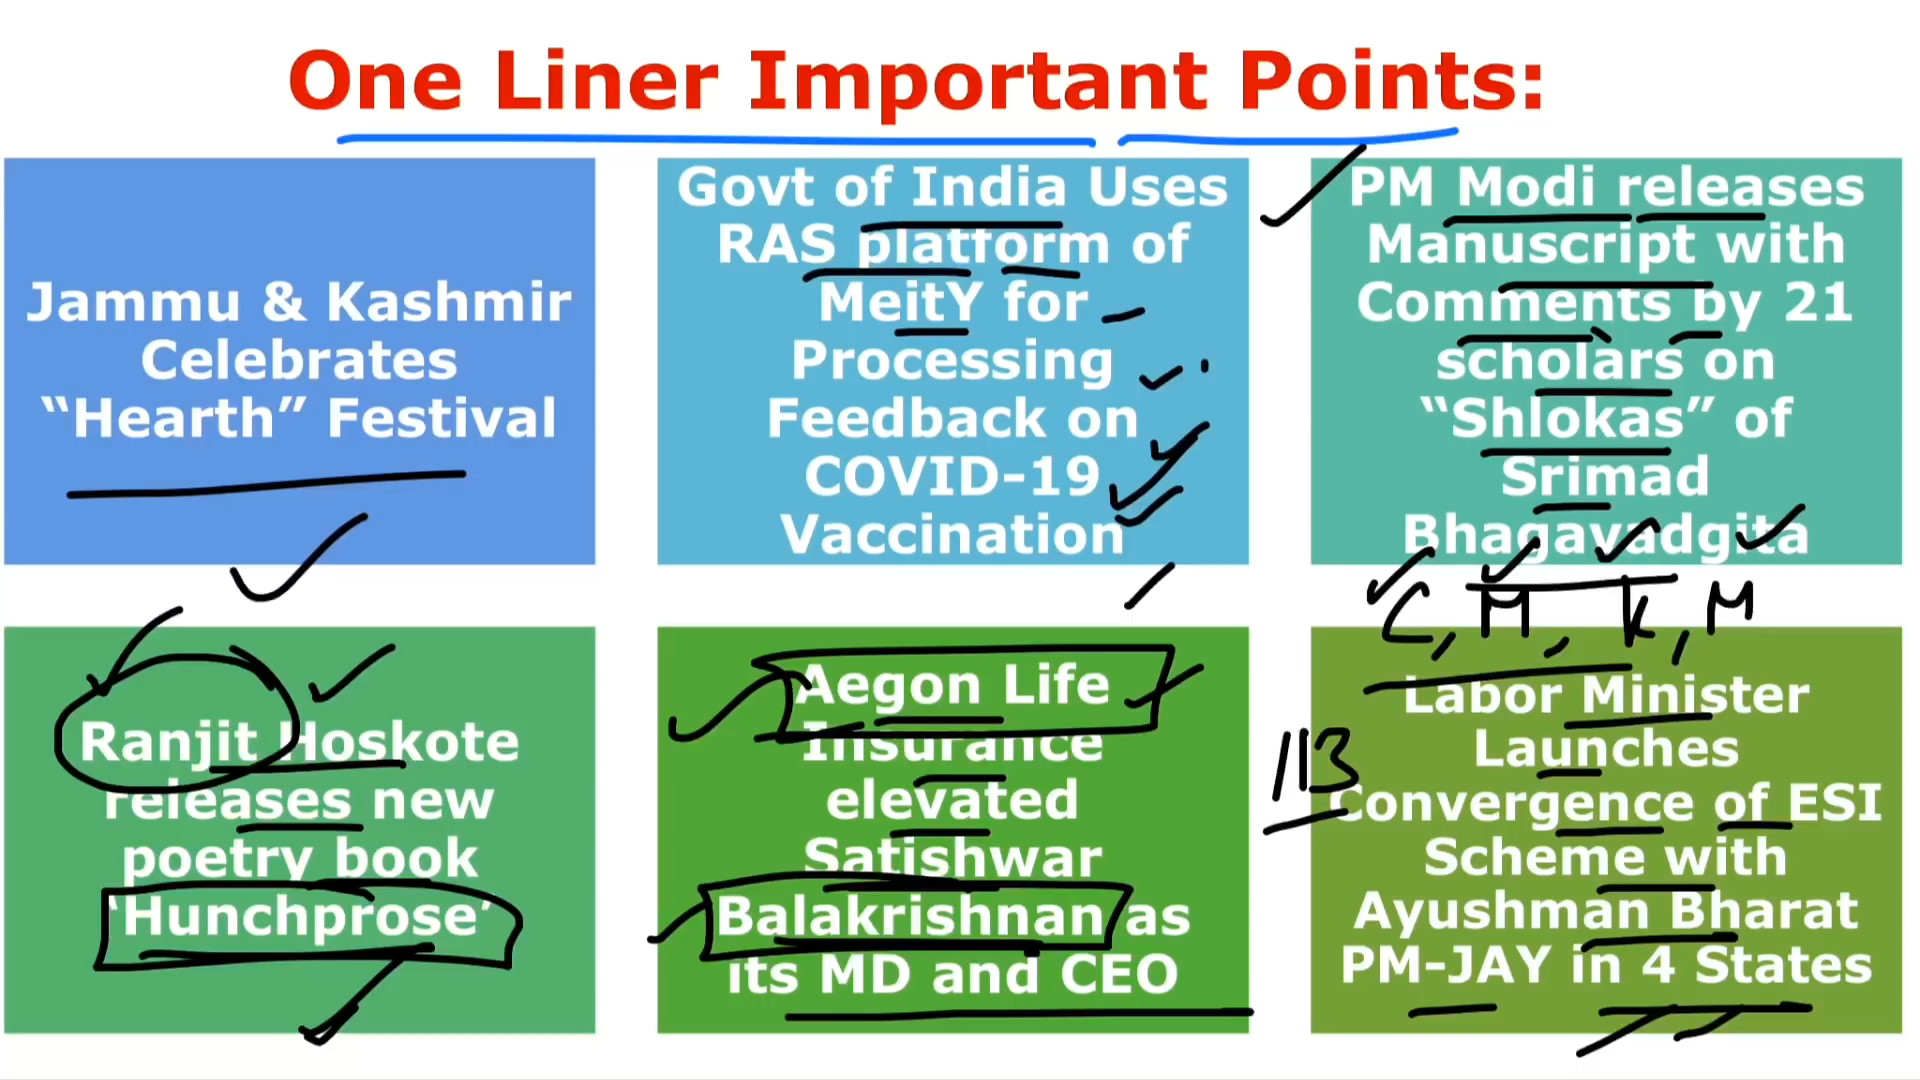 One Liner Important Points:
Jammu & Kashmir
Celebrates
“Hearth” Festival
Govt of India Uses
RAS platform of
MeitY for
Processing
Feedback on
COVID-19
Vaccination
PM Modi releases
Manuscript with
Comments by 21
scholars on
“Shlokas” of
Srimad
Bhagavadgita
C, M, K, M
Ranjit Hoskote
releases new
poetry book
‘Hunchprose’
Aegon Life
Insurance
elevated
Satishwar
Balakrishnan as
its MD and CEO
113
Labor Minister
Launches
Convergence of ESI
Scheme with
Ayushman Bharat
PM-JAY in 4 States